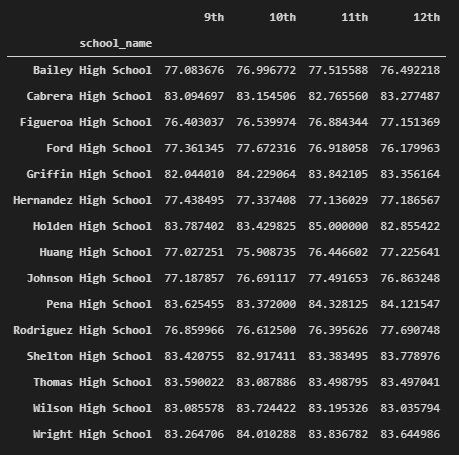 9th 10th 11th 12th
school_name
Bailey High School 77.083676 76.996772 77.515588 76.492218
Cabrera High School 83.094697 83.154506 82.765560 83.277487
Figueroa High School 76.403037 76.539974 76.884344 77.151369
Ford High School 77.361345 77.672316 76.918058 76.179963
Griffin High School 82.044010 84.229064 83.842105 83.356164
Hernandez High School 77.438495 77.337408 77.136029 77.186567
Holden High School 83.787402 83.429825 85.000000 82.855422
Huang High School 77.027251 75.908735 76.446602 77.225641
Johnson High School 77.187857 76.691117 77.491653 76.863248
Pena High School 83.625455 83.372000 84.328125 84.121547
Rodriguez High School 76.859966 76.612500 76.395626 77.690748
Shelton High School 83.420755 82.917411 83.383495 83.778976
Thomas High School 83.590022 83.087886 83.498795 83.497041
Wilson High School 83.085578 83.724422 83.195326 83.035794
Wright High School 83.264706 84.010288 83.836782 83.644986